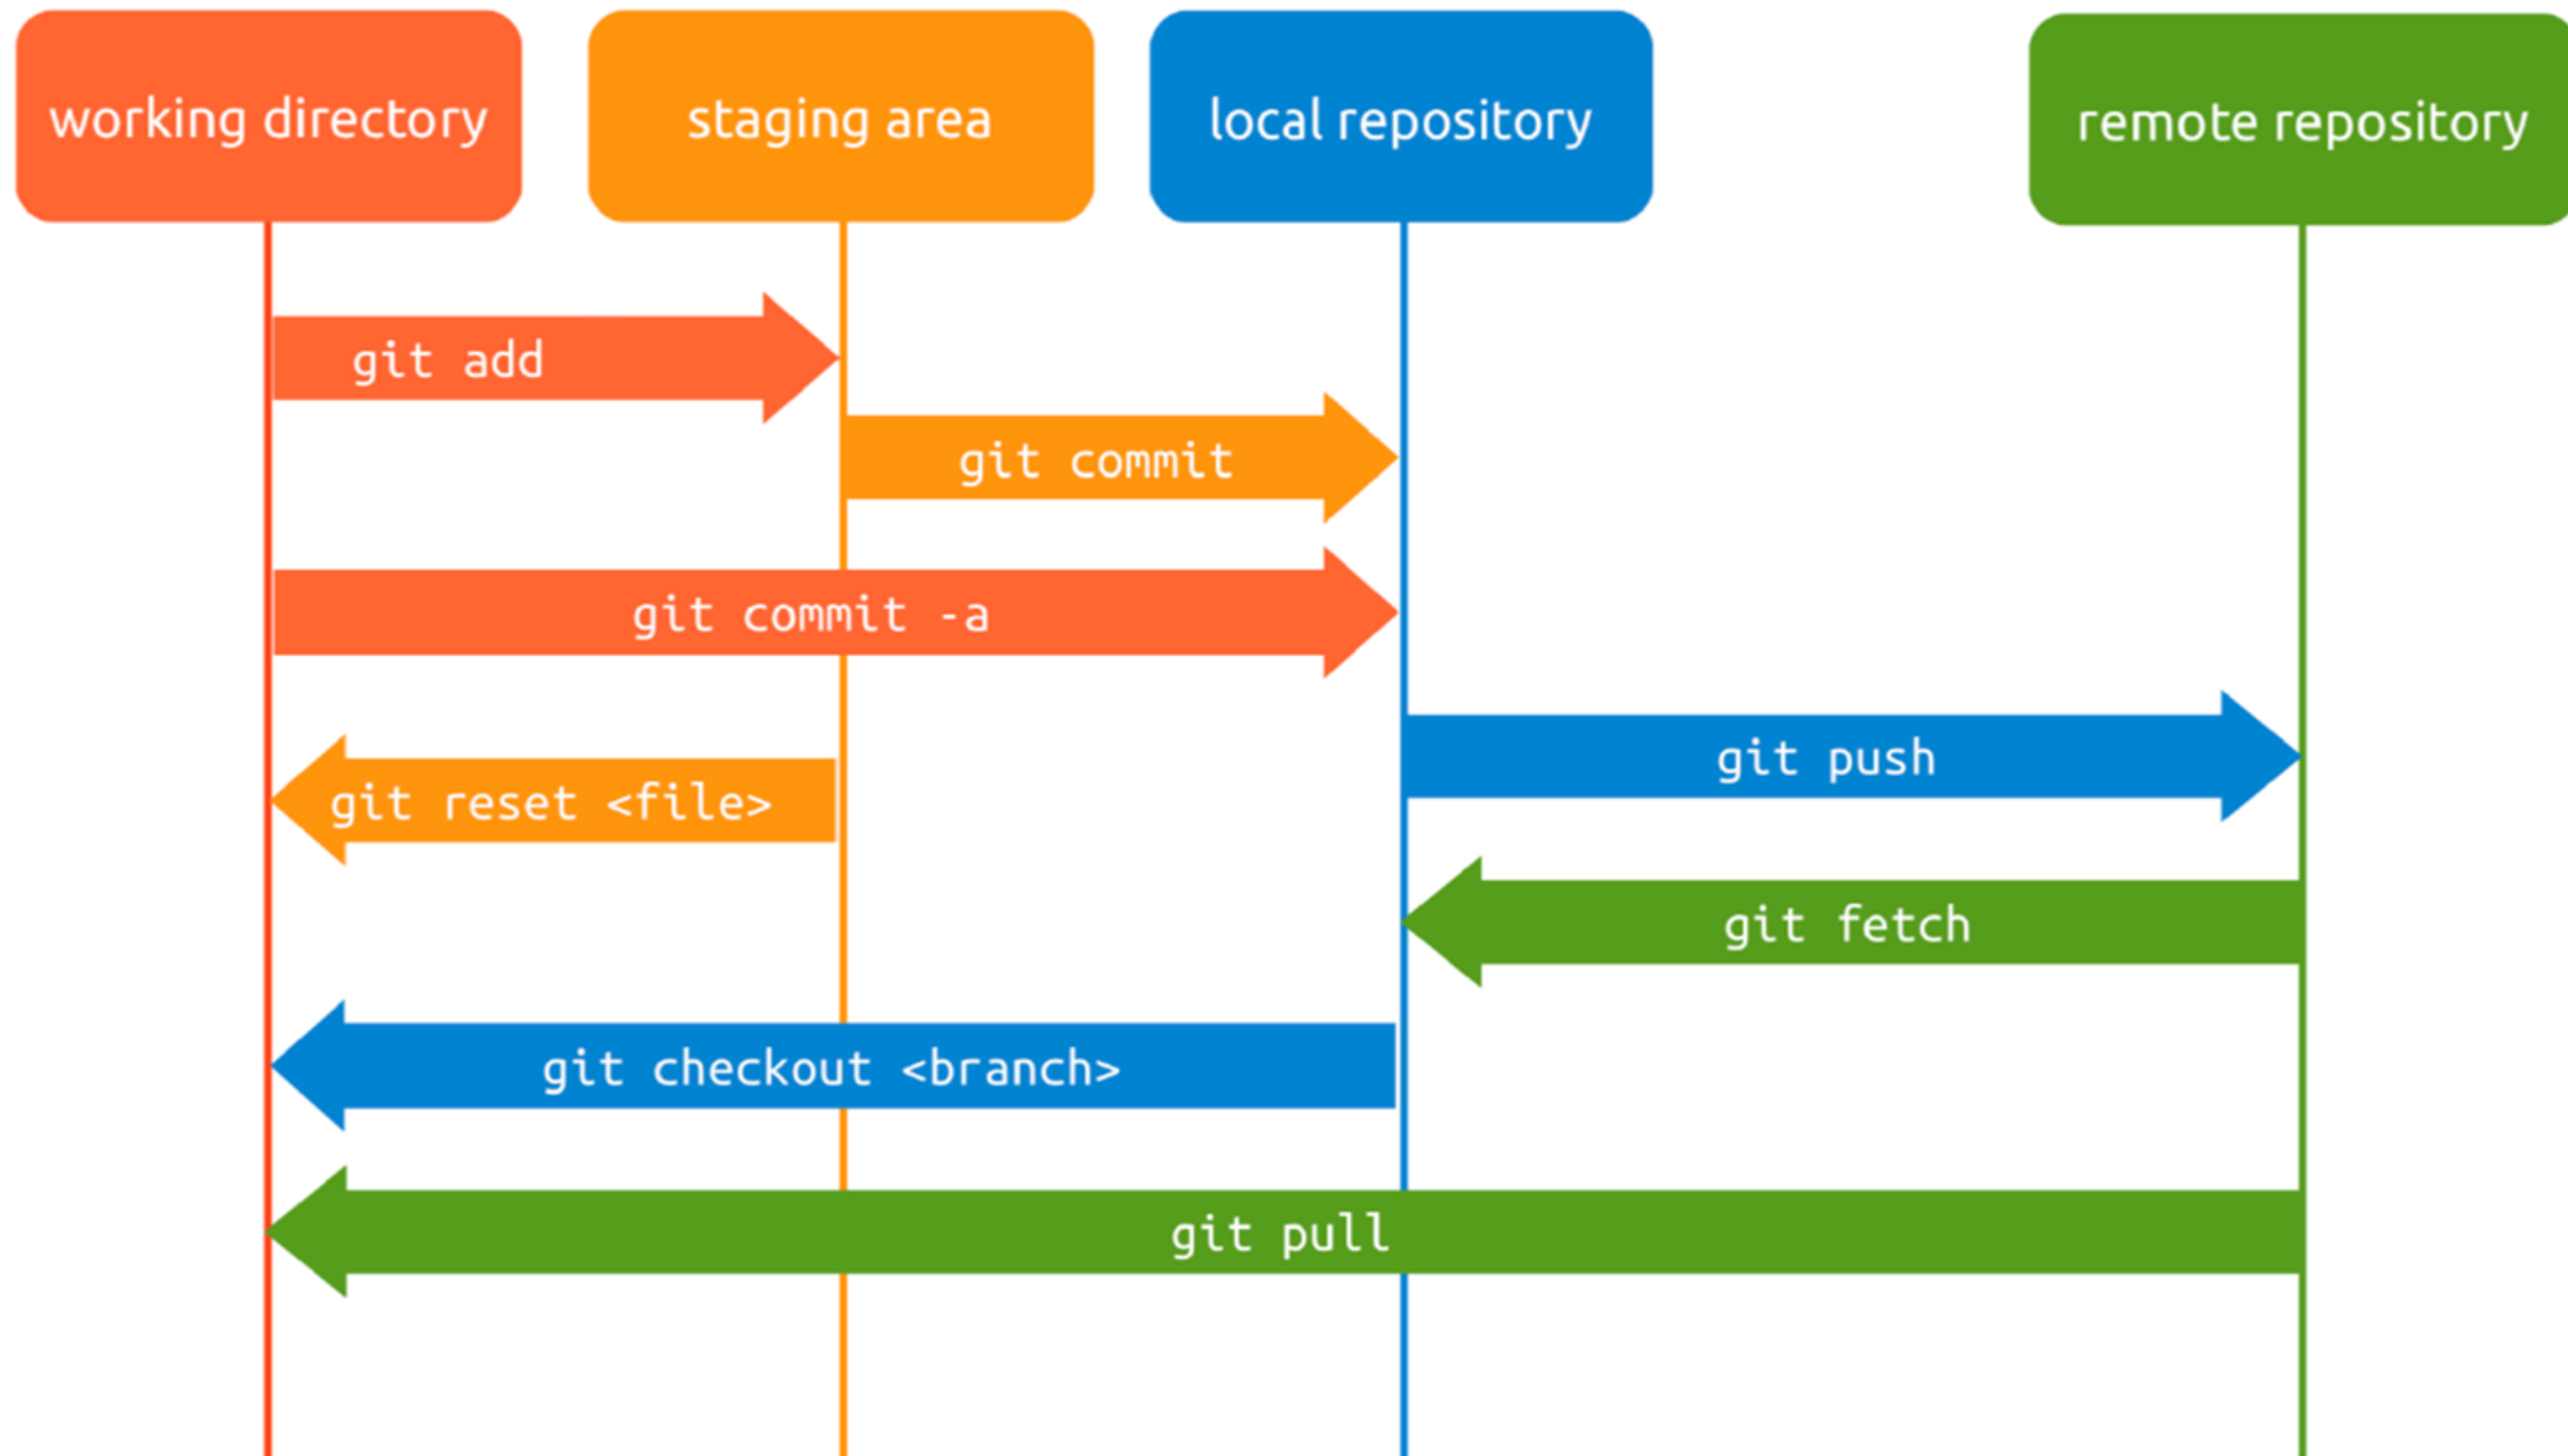 working directory
staging area
local repository
remote repository
git add
git commit
git commit -a
git push
git reset <file>
git fetch
git checkout <branch>
git pull